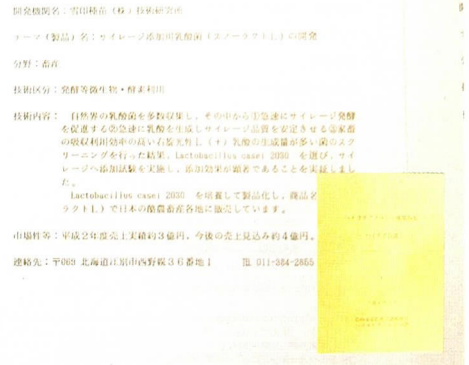 開発機関名：雪印種苗（株）技術研究所
テーマ（製品）名：サイレージ添加用乳酸菌（スノーラクトＬ）の開発
分野：畜産
技術区分：発酵等微生物・酵素利用
技術内容： 自然界の乳酸菌を多数収集し、その中から①急速にサイレージ発酵
を促進する②急速に乳酸を生成しサイレージ品質を安定させる③家畜
の吸収利用効率の高い右旋光性Ｌ（＋）乳酸の生成量が多い菌のスク
リーニングを行った結果、Lactobacillus casei 2030 を選び、サイ
レージへ添加試験を実施し、添加効果が顕著であることを実証しまし
た。
Lactobacillus casei 2030 を培養して製品化し、商品名
ラクトＬ）で日本の酪農畜産各地に販売しています。
市場性等：平成２年度売上実績約３億円、今後の売上見込み約４億円。
連絡先：〒069 北海道江別市西野幌３６番地１ ℡ 011-384-2855